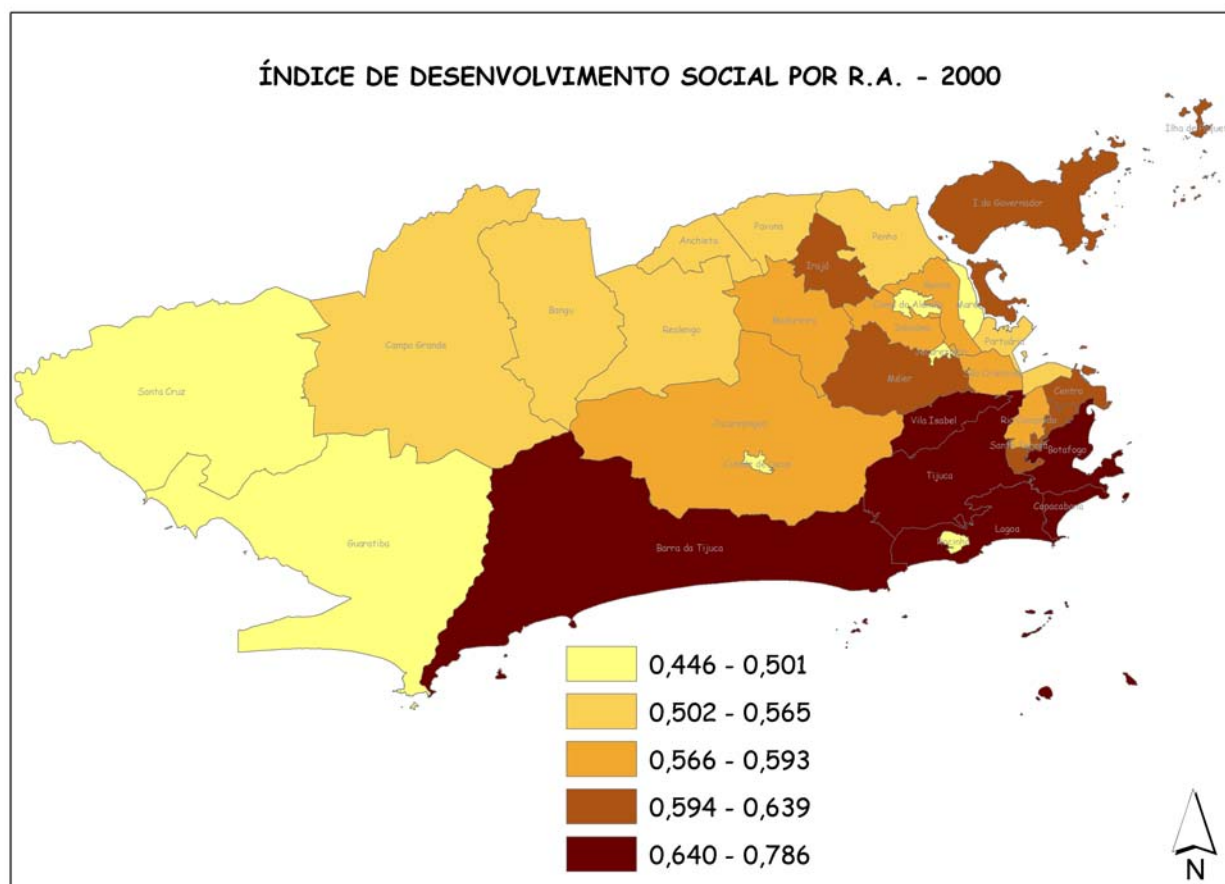 ÍNDICE DE DESENVOLVIMENTO SOCIAL POR R.A. - 2000
I.do Governador
Pavuna
Anchieta
Penha
Irajá
Bangu
Realengo
Madureira
Campo Grande
Portuária
Santa Cruz
Méier
Centro
Vila Isabel
Botafogo
Tijuca
Copacabana
Lagoa
Guaratiba
Barra da Tijuca
0,446 - 0,501
0,502 - 0,565
0,566 - 0,593
0,594 - 0,639
0,640 - 0,786
N